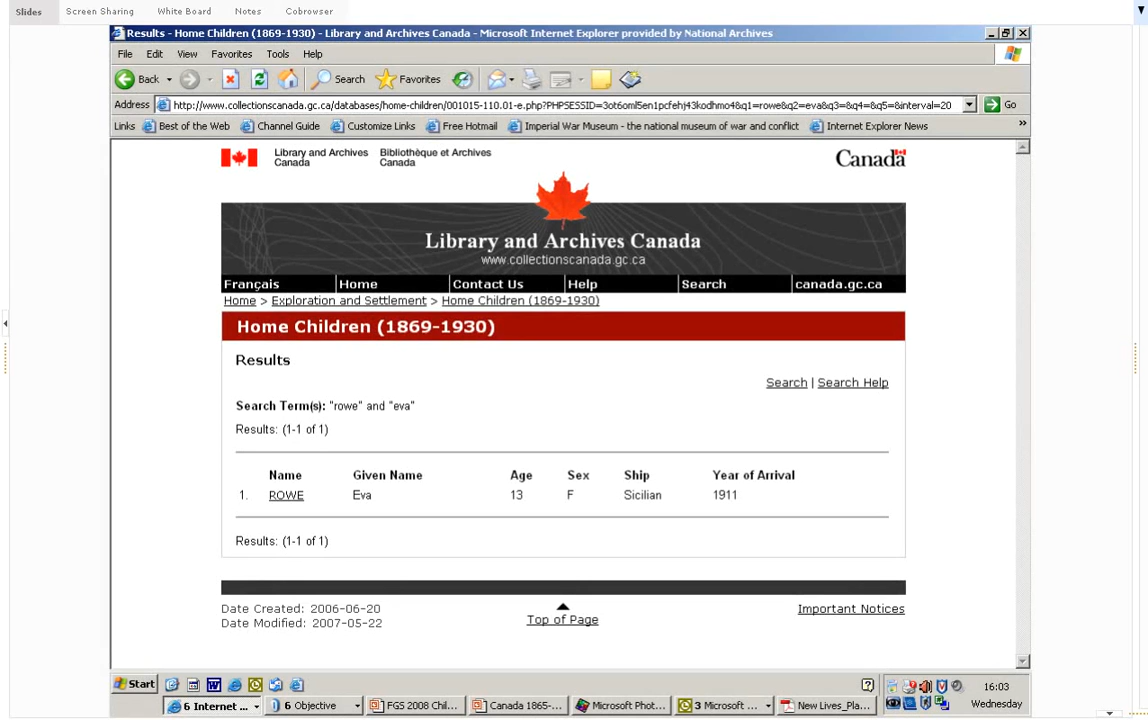 Slides Screen Sharing White Board Notes Cobrowser
Results - Home Children (1869-1930) - Library and Archives Canada - Microsoft Internet Explorer provided by National Archives
File Edit View Favorites Tools Help
Back Search Favorites
Address http://www.collectionscanada.gc.ca/databases/home-children/001015-110.01-e.php?PHPSESSID=3ot6oml5en1pcfehj43kodhmo4&q1=rowe&q2=eva&q3=&q4=&q5=&interval=20 Go
Links Best of the Web Channel Guide Customize Links Free Hotmail Imperial War Museum - the national museum of war and conflict Internet Explorer News »
Library and Archives Bibliothèque et Archives
Canada Canada
Canada
Library and Archives Canada
www.collectionscanada.gc.ca
Français Home Contact Us Help Search canada.gc.ca
Home > Exploration and Settlement > Home Children (1869-1930)
Home Children (1869-1930)
Results
Search | Search Help
Search Term(s): "rowe" and "eva"
Results: (1-1 of 1)
Name Given Name Age Sex Ship Year of Arrival
1. ROWE Eva 13 F Sicilian 1911
Results: (1-1 of 1)
Date Created: 2006-06-20
Date Modified: 2007-05-22
Top of Page
Important Notices
Start 16:03
6 Internet ... 6 Objective FGS 2008 Chil... Canada 1865-... Microsoft Phot... 3 Microsoft ... New Lives_Pla... Wednesday